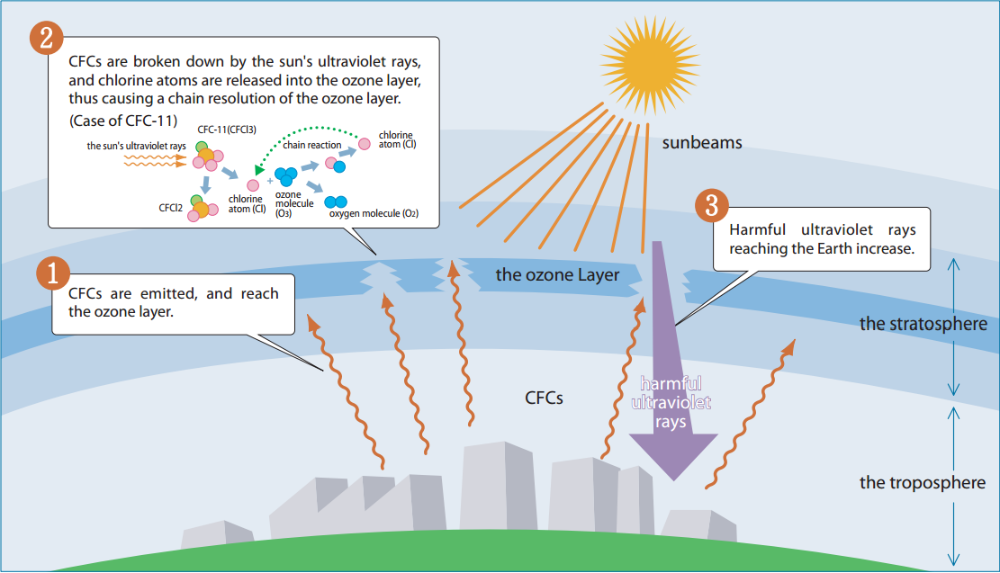 2
CFCs are broken down by the sun's ultraviolet rays,
and chlorine atoms are released into the ozone layer,
thus causing a chain resolution of the ozone layer.
(Case of CFC-11)
CFC-11(CFCl3)
the sun's ultraviolet rays
chain reaction
chlorine
atom (Cl)
CFCl2
chlorine
atom (Cl)
+
ozone
molecule
(O3)
oxygen molecule (O2)
sunbeams
3
Harmful ultraviolet rays
reaching the Earth increase.
1
CFCs are emitted, and reach
the ozone layer.
the ozone Layer
the stratosphere
CFCs
harmful
ultraviolet
rays
the troposphere